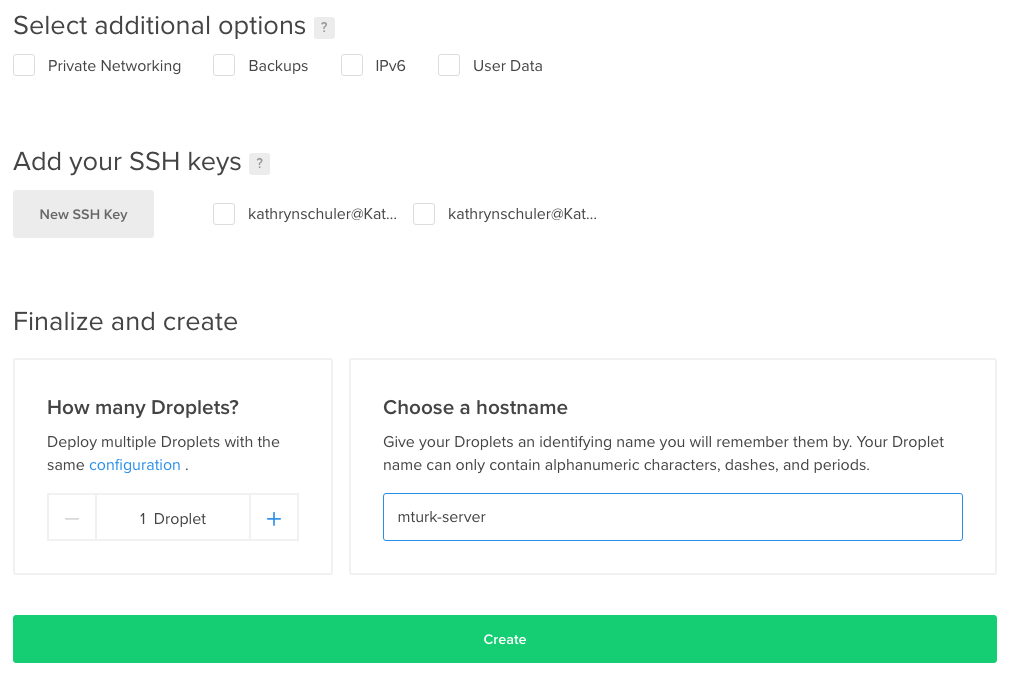 Select additional options ?
Private Networking Backups IPv6 User Data
Add your SSH keys ?
New SSH Key kathrynschuler@Kat... kathrynschuler@Kat...
Finalize and create
How many Droplets?
Deploy multiple Droplets with the
same configuration .
1 Droplet
Choose a hostname
Give your Droplets an identifying name you will remember them by. Your Droplet
name can only contain alphanumeric characters, dashes, and periods.
mturk-server
Create